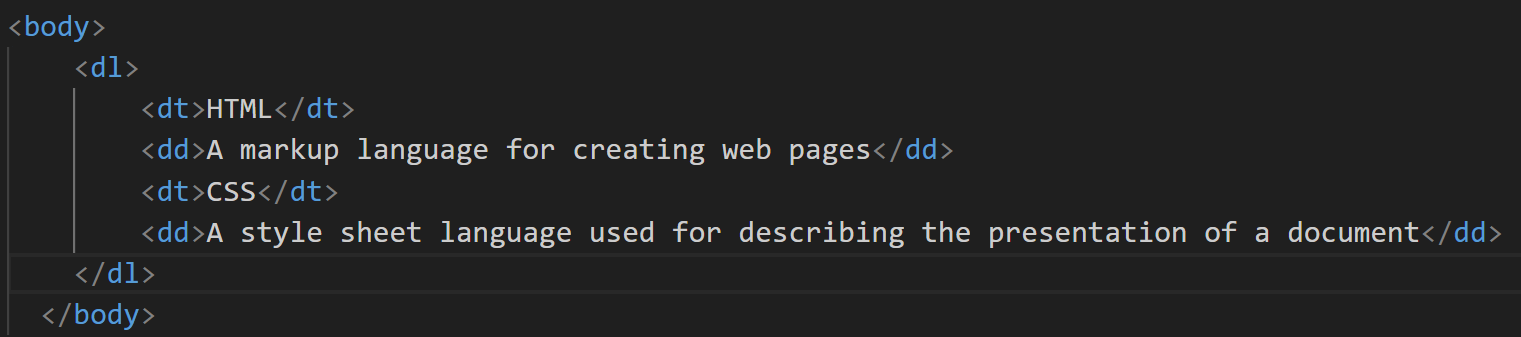 <body>
<dl>
<dt>HTML</dt>
<dd>A markup language for creating web pages</dd>
<dt>CSS</dt>
<dd>A style sheet language used for describing the presentation of a document</dd>
</dl>
</body>